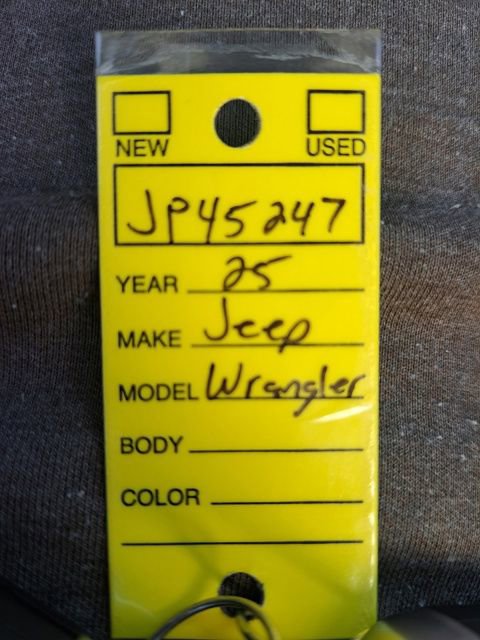 NEW USED
JP45247
YEAR 25
MAKE Jeep
MODEL Wrangler
BODY
COLOR